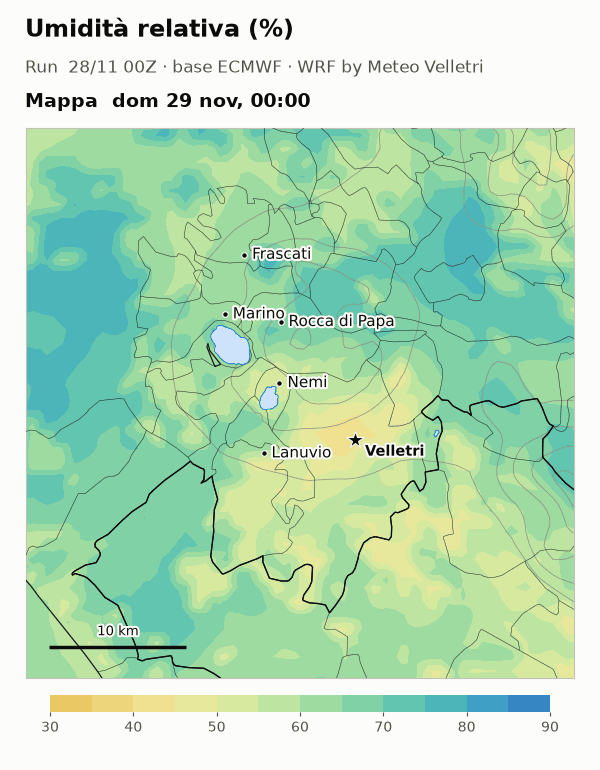 Umidità relativa (%)
Run  28/11 00Z · base ECMWF · WRF by Meteo Velletri
Mappa  dom 29 nov, 00:00
Frascati
Marino
Rocca di Papa
Nemi
Lanuvio
Velletri
10 km
30 40 50 60 70 80 90